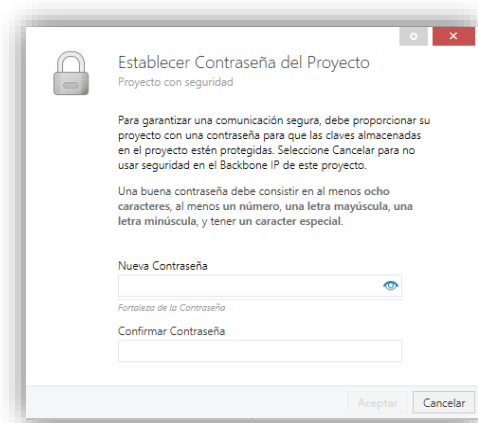 Establecer Contraseña del Proyecto
Proyecto con seguridad
Para garantizar una comunicación segura, debe proporcionar su
proyecto con una contraseña para que las claves almacenadas
en el proyecto estén protegidas. Seleccione Cancelar para no
usar seguridad en el Backbone IP de este proyecto.
Una buena contraseña debe consistir en al menos ocho
caracteres, al menos un número, una letra mayúscula, una
letra minúscula, y tener un caracter especial.
Nueva Contraseña
Fortaleza de la Contraseña
Confirmar Contraseña
Aceptar
Cancelar